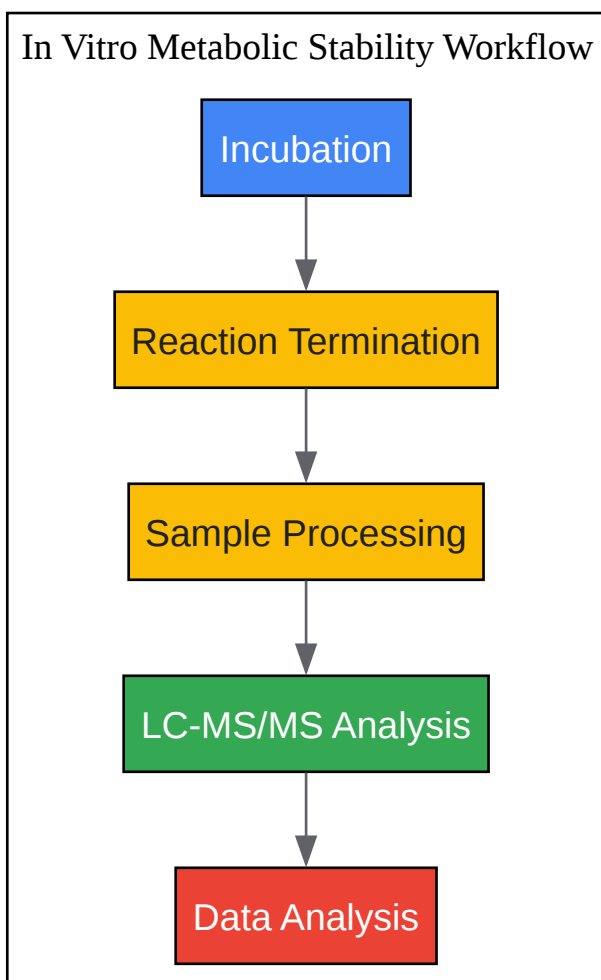 In Vitro Metabolic Stability Workflow
Incubation
Reaction Termination
Sample Processing
LC-MS/MS Analysis
Data Analysis